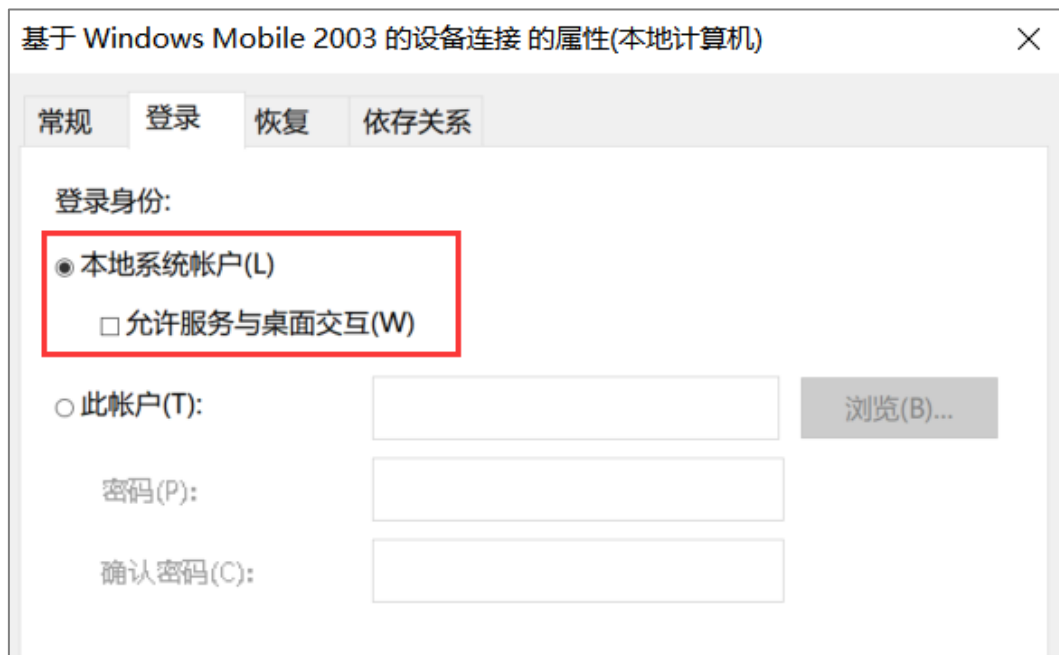 基于 Windows Mobile 2003 的设备连接 的属性(本地计算机)
常规 登录 恢复 依存关系
登录身份:
本地系统帐户(L)
允许服务与桌面交互(W)
此帐户(T): 浏览(B)...
密码(P):
确认密码(C):